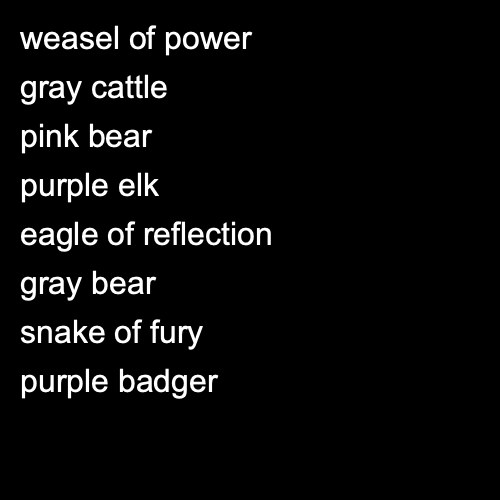 weasel of power
gray cattle
pink bear
purple elk
eagle of reflection
gray bear
snake of fury
purple badger